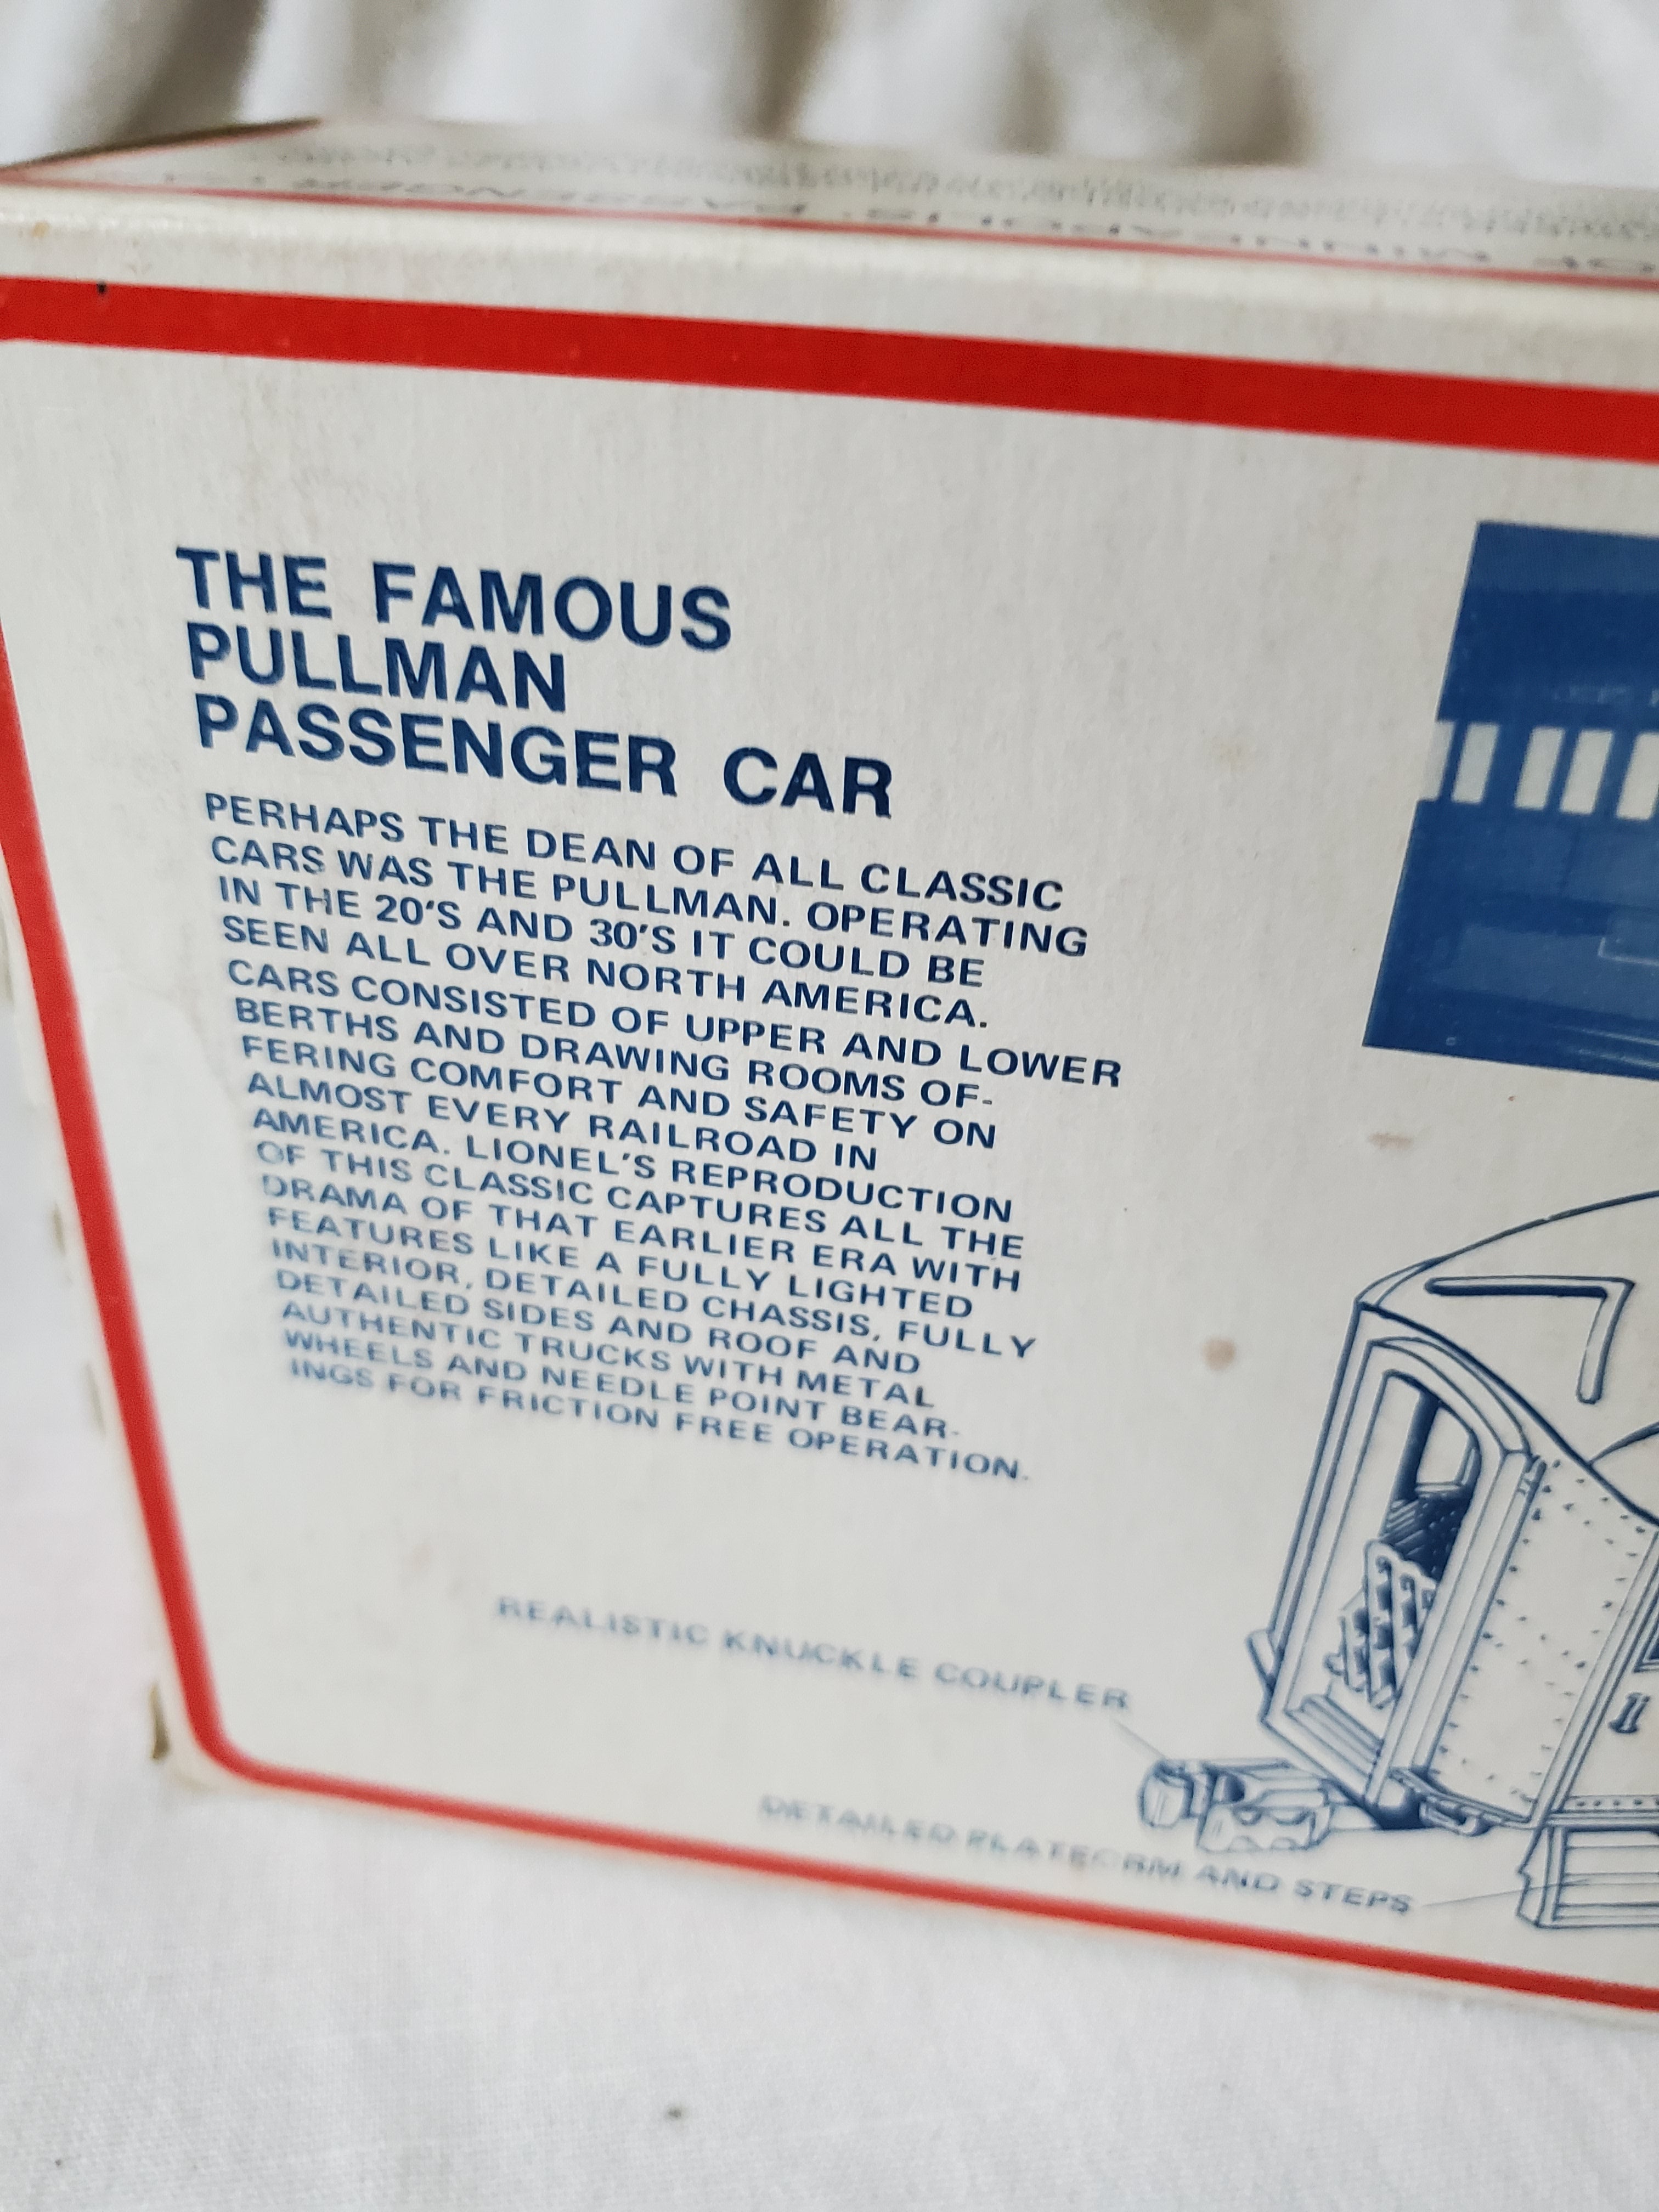 THE FAMOUS
PULLMAN
PASSENGER CAR
PERHAPS THE DEAN OF ALL CLASSIC
CARS WAS THE PULLMAN. OPERATING
IN THE 20'S AND 30'S IT COULD BE
SEEN ALL OVER NORTH AMERICA.
CARS CONSISTED OF UPPER AND LOWER
BERTHS AND DRAWING ROOMS OF-
FERING COMFORT AND SAFETY ON
ALMOST EVERY RAILROAD IN
AMERICA. LIONEL'S REPRODUCTION
OF THIS CLASSIC CAPTURES ALL THE
DRAMA OF THAT EARLIER ERA WITH
FEATURES LIKE A FULLY LIGHTED
INTERIOR, DETAILED CHASSIS, FULLY
DETAILED SIDES AND ROOF AND
AUTHENTIC TRUCKS WITH METAL
WHEELS AND NEEDLE POINT BEAR-
INGS FOR FRICTION FREE OPERATION.
REALISTIC KNUCKLE COUPLER
DETAILED PLATFORM AND STEPS